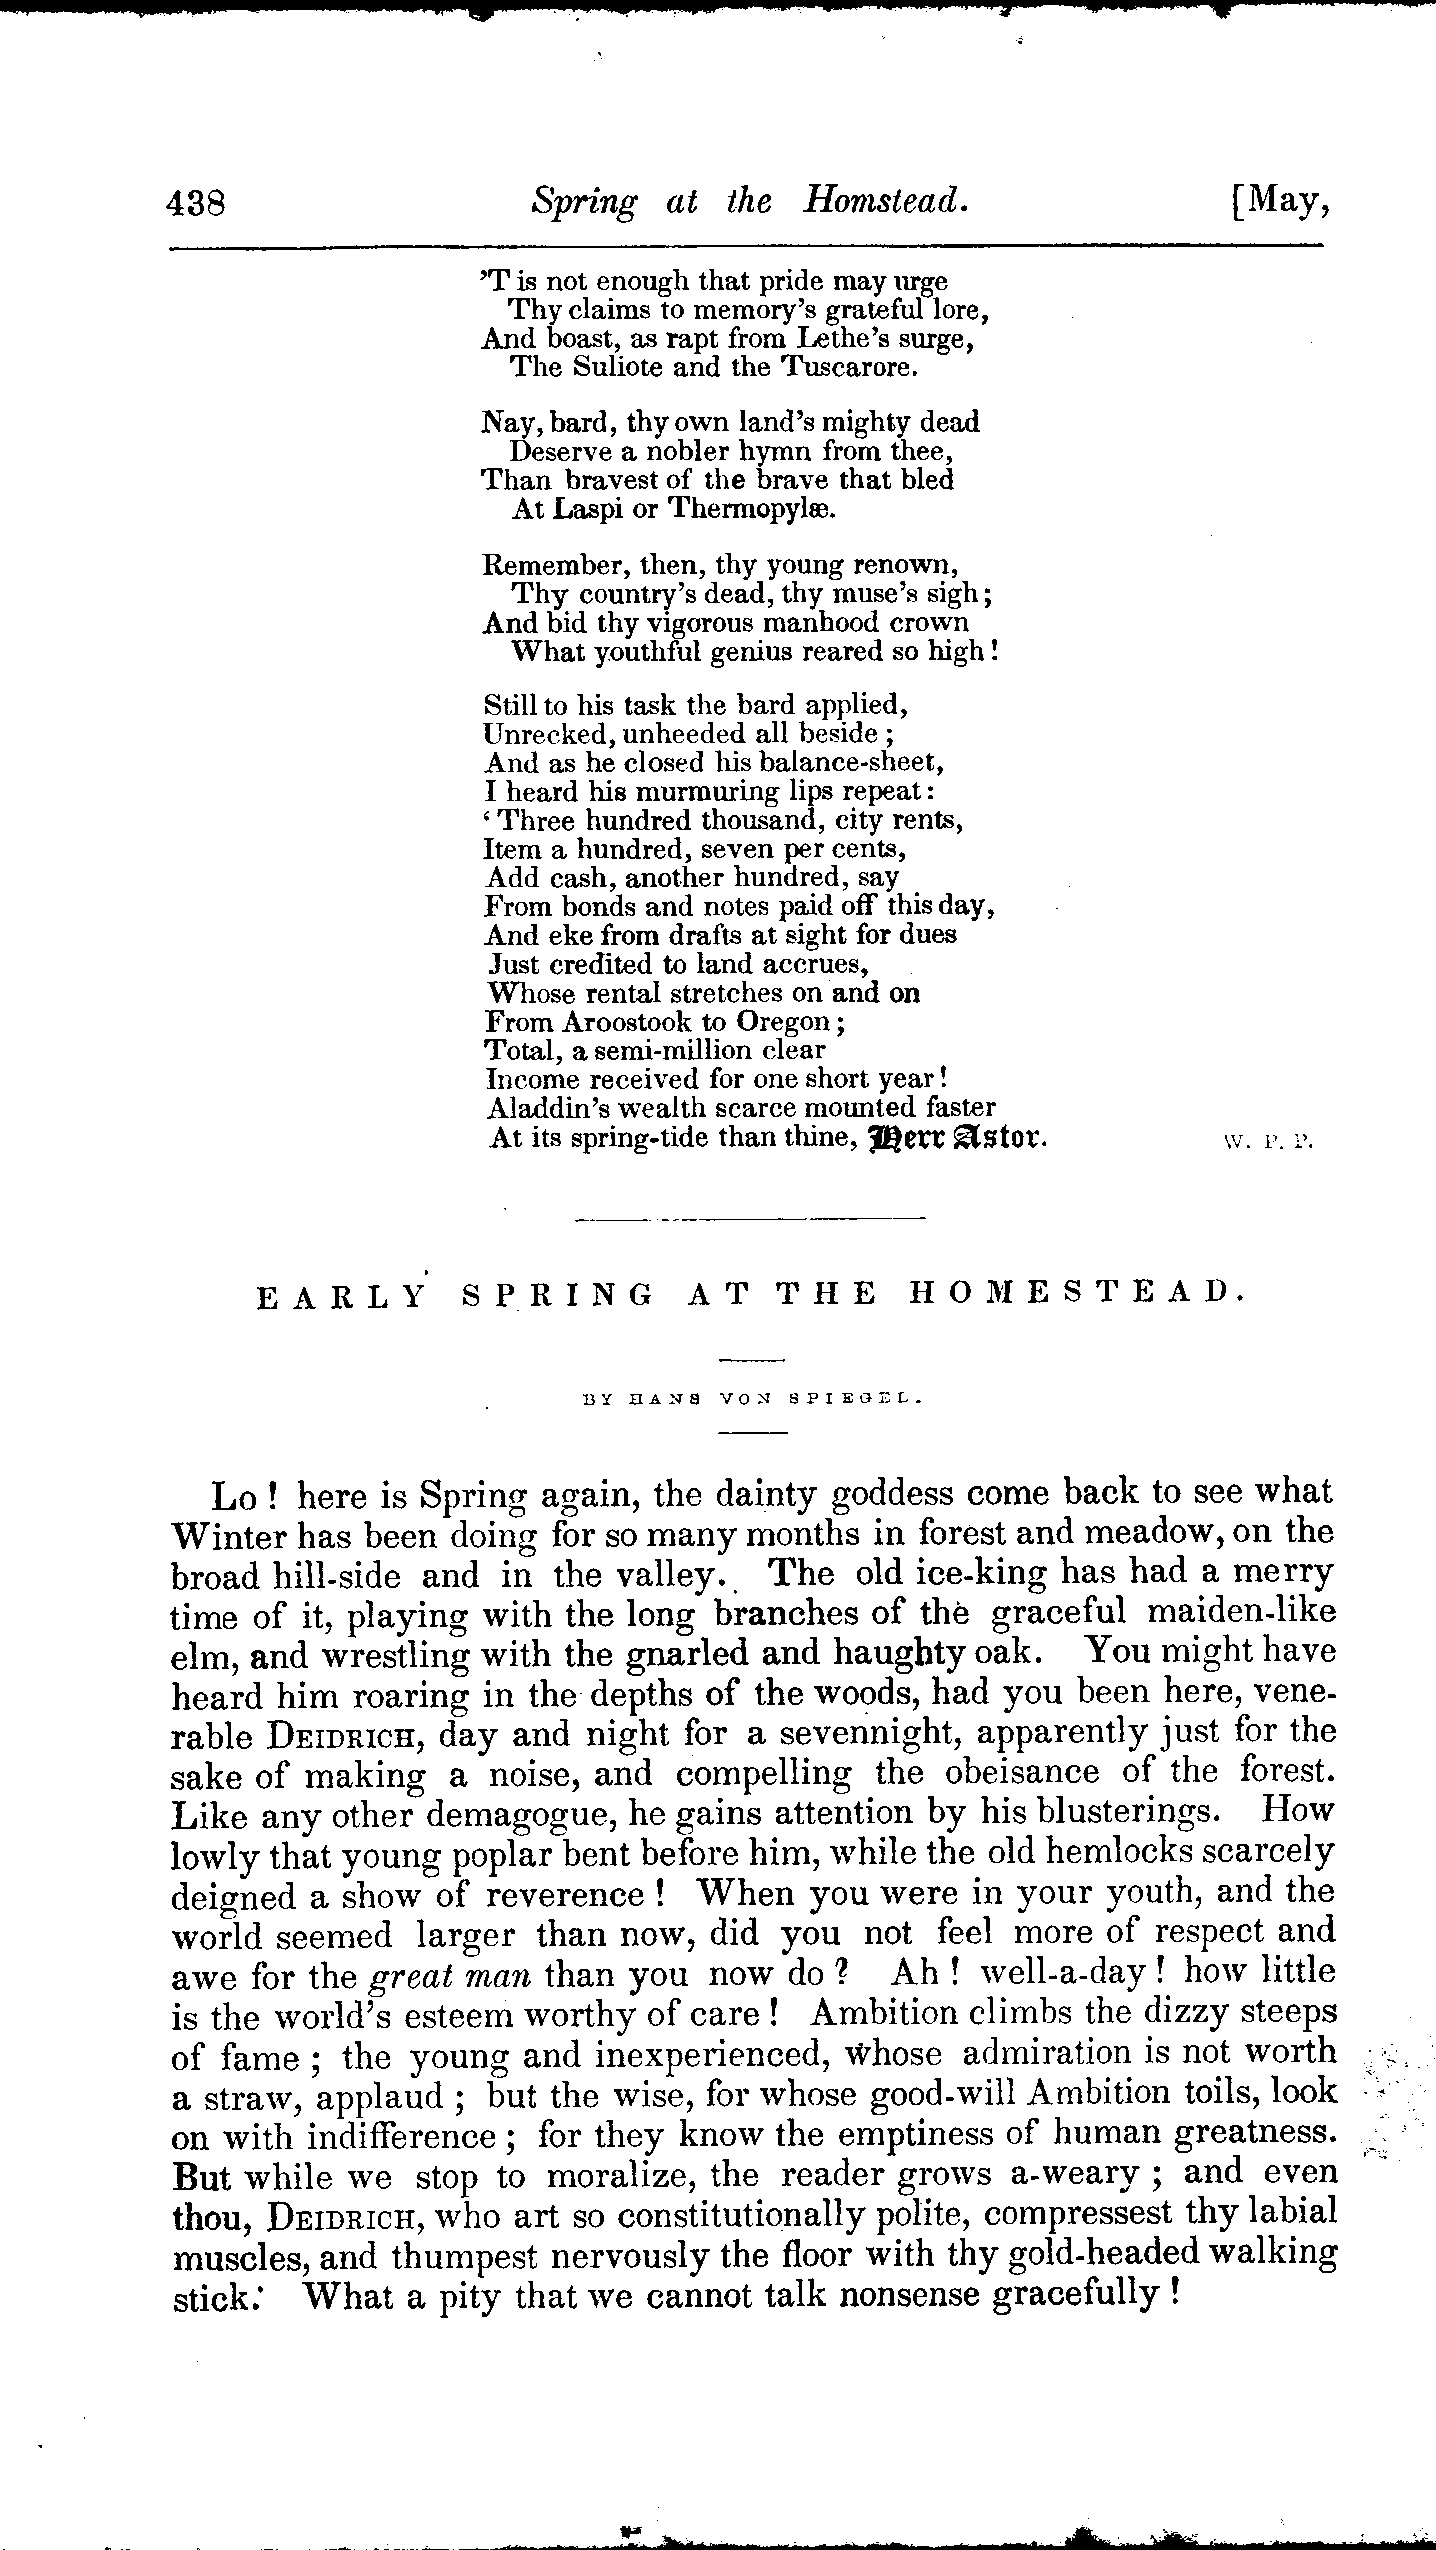 438 Spring at the Homstead. [May,
'T is not enough that pride may urge
Thy claims to memory's grateful lore,
And boast, as rapt from Lethe's surge,
The Suliote and the Tuscarore.
Nay, bard, thy own land's mighty dead
Deserve a nobler hymn from thee,
Than bravest of the brave that bled
At Laspi or Thermopylæ.
Remember, then, thy young renown,
Thy country's dead, thy muse's sigh;
And bid thy vigorous manhood crown
What youthful genius reared so high!
Still to his task the bard applied,
Unrecked, unheeded all beside;
And as he closed his balance-sheet,
I heard his murmuring lips repeat:
'Three hundred thousand, city rents,
Item a hundred, seven per cents,
Add cash, another hundred, say
From bonds and notes paid off this day,
And eke from drafts at sight for dues
Just credited to land accrues,
Whose rental stretches on and on
From Aroostook to Oregon;
Total, a semi-million clear
Income received for one short year!
Aladdin's wealth scarce mounted faster
At its spring-tide than thine, Herr Astor. W. P. P.
EARLY SPRING AT THE HOMESTEAD.
BY HANS VON SPIEGEL.
Lo! here is Spring again, the dainty goddess come back to see what
Winter has been doing for so many months in forest and meadow, on the
broad hill-side and in the valley. The old ice-king has had a merry
time of it, playing with the long branches of the graceful maiden-like
elm, and wrestling with the gnarled and haughty oak. You might have
heard him roaring in the depths of the woods, had you been here, vene-
rable DEIDRICH, day and night for a sevennight, apparently just for the
sake of making a noise, and compelling the obeisance of the forest.
Like any other demagogue, he gains attention by his blusterings. How
lowly that young poplar bent before him, while the old hemlocks scarcely
deigned a show of reverence! When you were in your youth, and the
world seemed larger than now, did you not feel more of respect and
awe for the great man than you now do? Ah! well-a-day! how little
is the world's esteem worthy of care! Ambition climbs the dizzy steeps
of fame; the young and inexperienced, whose admiration is not worth
a straw, applaud; but the wise, for whose good-will Ambition toils, look
on with indifference; for they know the emptiness of human greatness.
But while we stop to moralize, the reader grows a-weary; and even
thou, DEIDRICH, who art so constitutionally polite, compressest thy labial
muscles, and thumpest nervously the floor with thy gold-headed walking
stick. What a pity that we cannot talk nonsense gracefully!